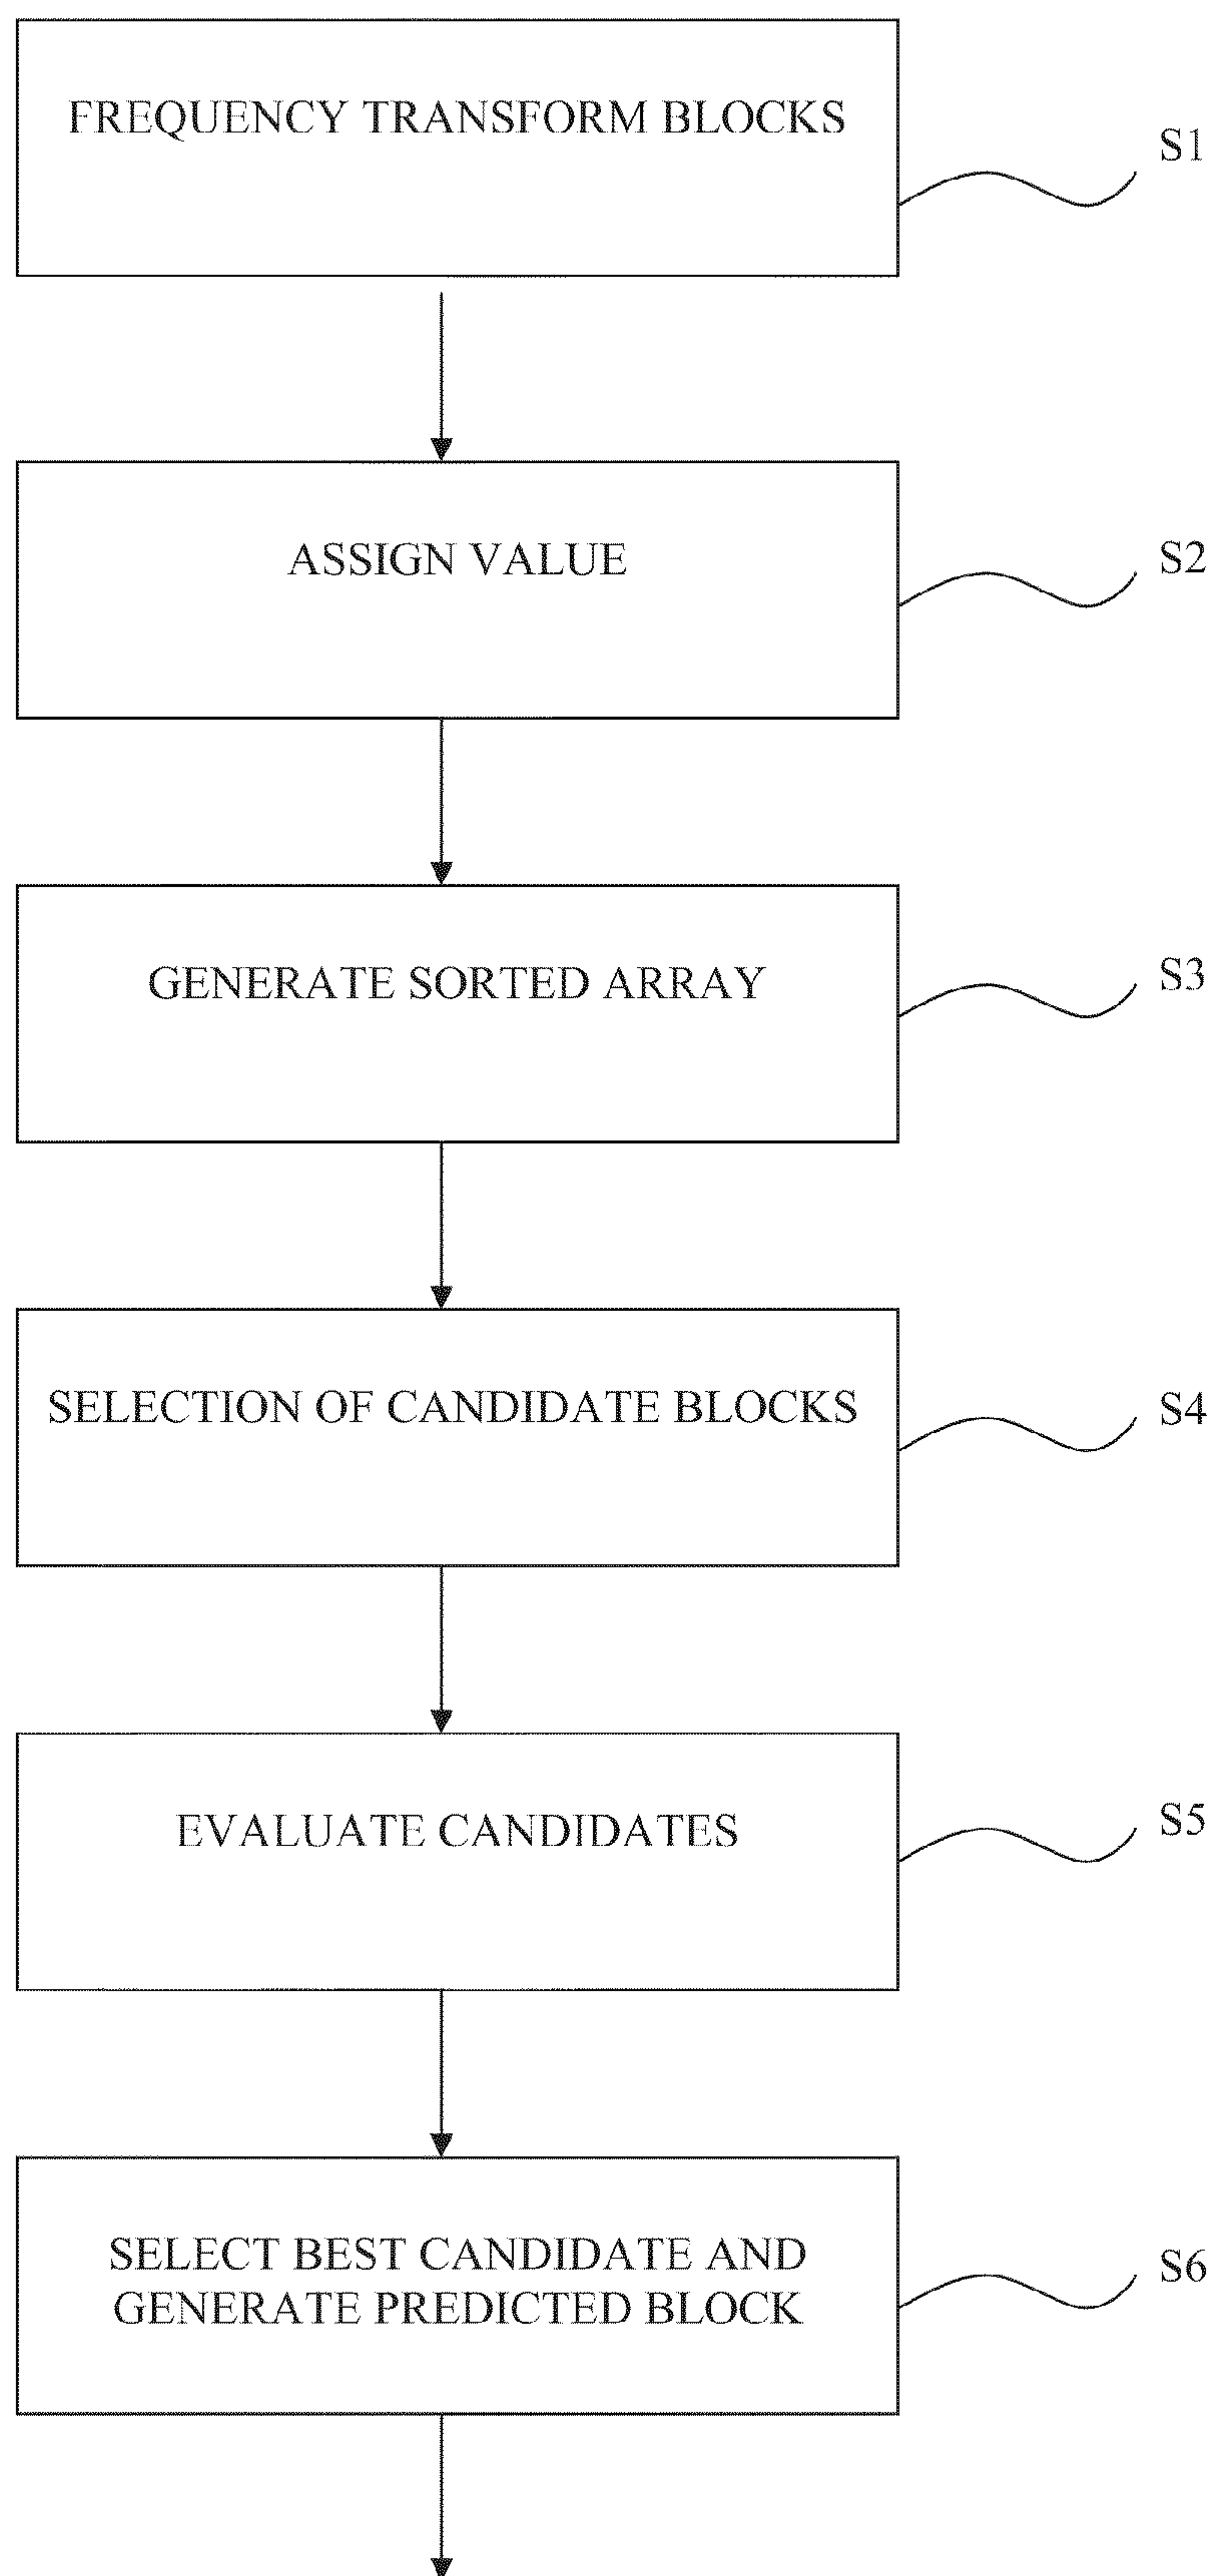 FREQUENCY TRANSFORM BLOCKS
S1
ASSIGN VALUE
S2
GENERATE SORTED ARRAY
S3
SELECTION OF CANDIDATE BLOCKS
S4
EVALUATE CANDIDATES
S5
SELECT BEST CANDIDATE AND
GENERATE PREDICTED BLOCK
S6